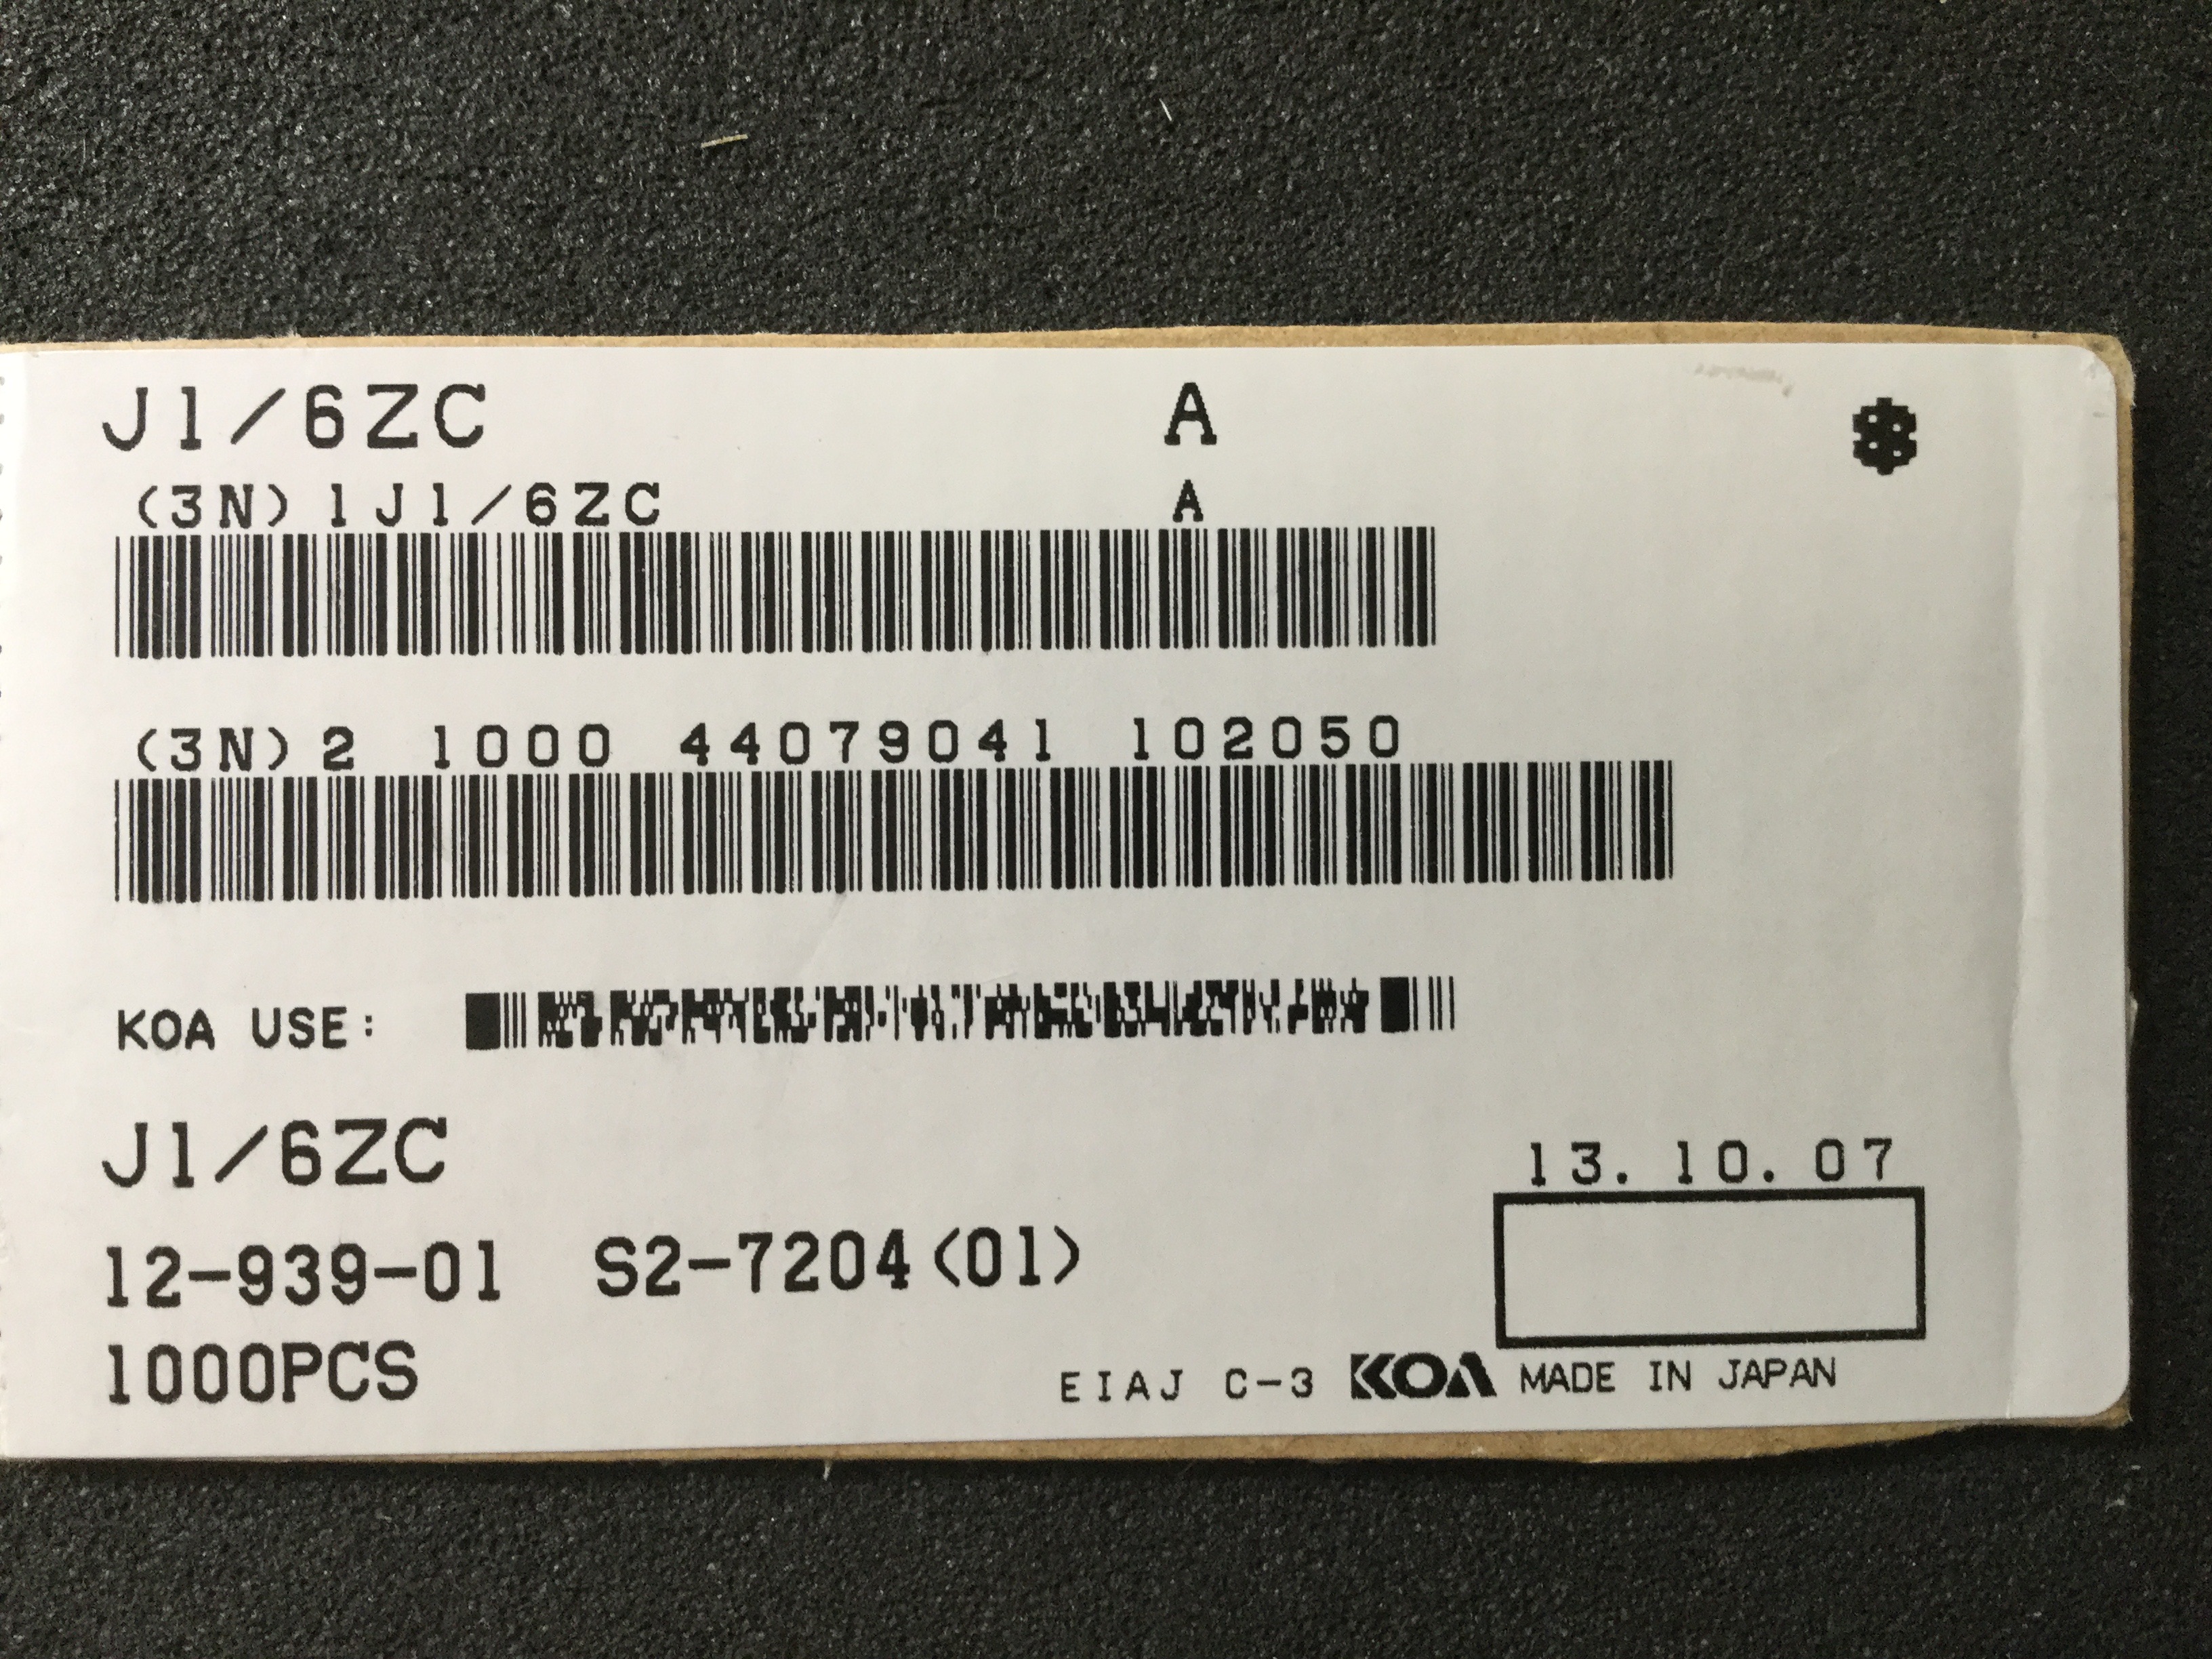 J1/6ZC A *
(3N)1J1/6ZC A
(3N)2 1000 44079041 102050
KOA USE:
J1/6ZC
13.10.07
12-939-01 S2-7204(01)
1000PCS
EIAJ C-3 KOA MADE IN JAPAN